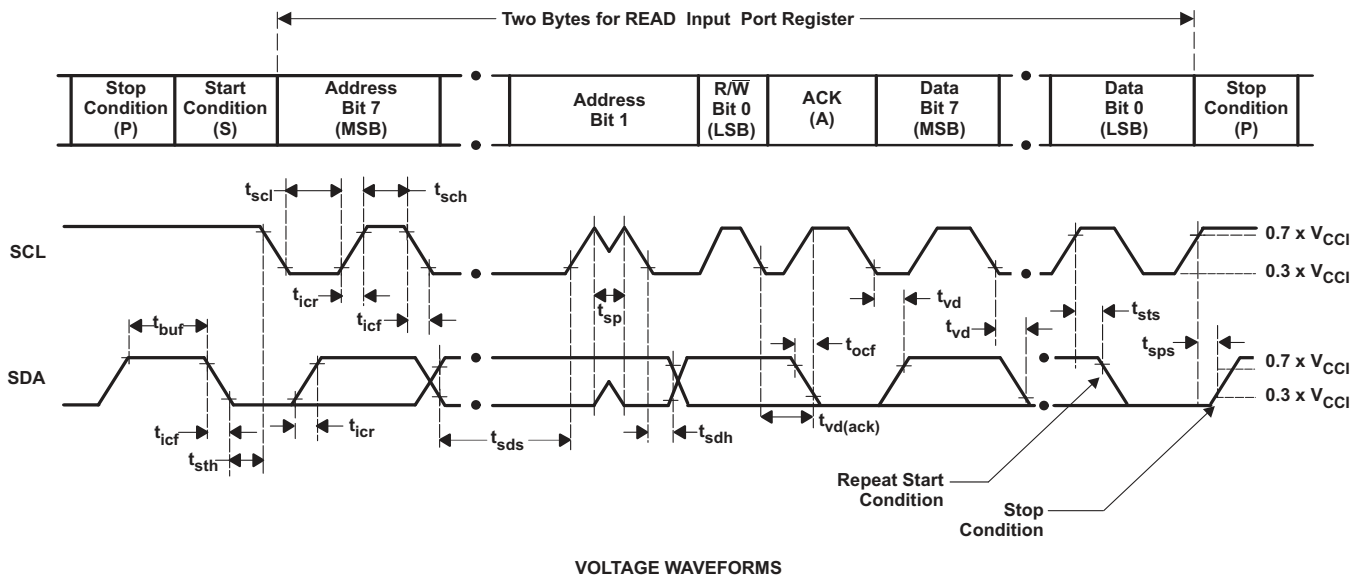 Two Bytes for READ Input Port Register
Stop Condition (P)
Start Condition (S)
Address Bit 7 (MSB)
Address Bit 1
R/W̅ Bit 0 (LSB)
ACK (A)
Data Bit 7 (MSB)
Data Bit 0 (LSB)
Stop Condition (P)
tscl
tsch
SCL
0.7 x VCCI
0.3 x VCCI
ticr
ticf
tsp
tvd
tvd
tsts
tbuf
tocf
tsps
SDA
0.7 x VCCI
0.3 x VCCI
ticf
ticr
tsth
tsds
tsdh
tvd(ack)
Repeat Start
Condition
Stop
Condition
VOLTAGE WAVEFORMS